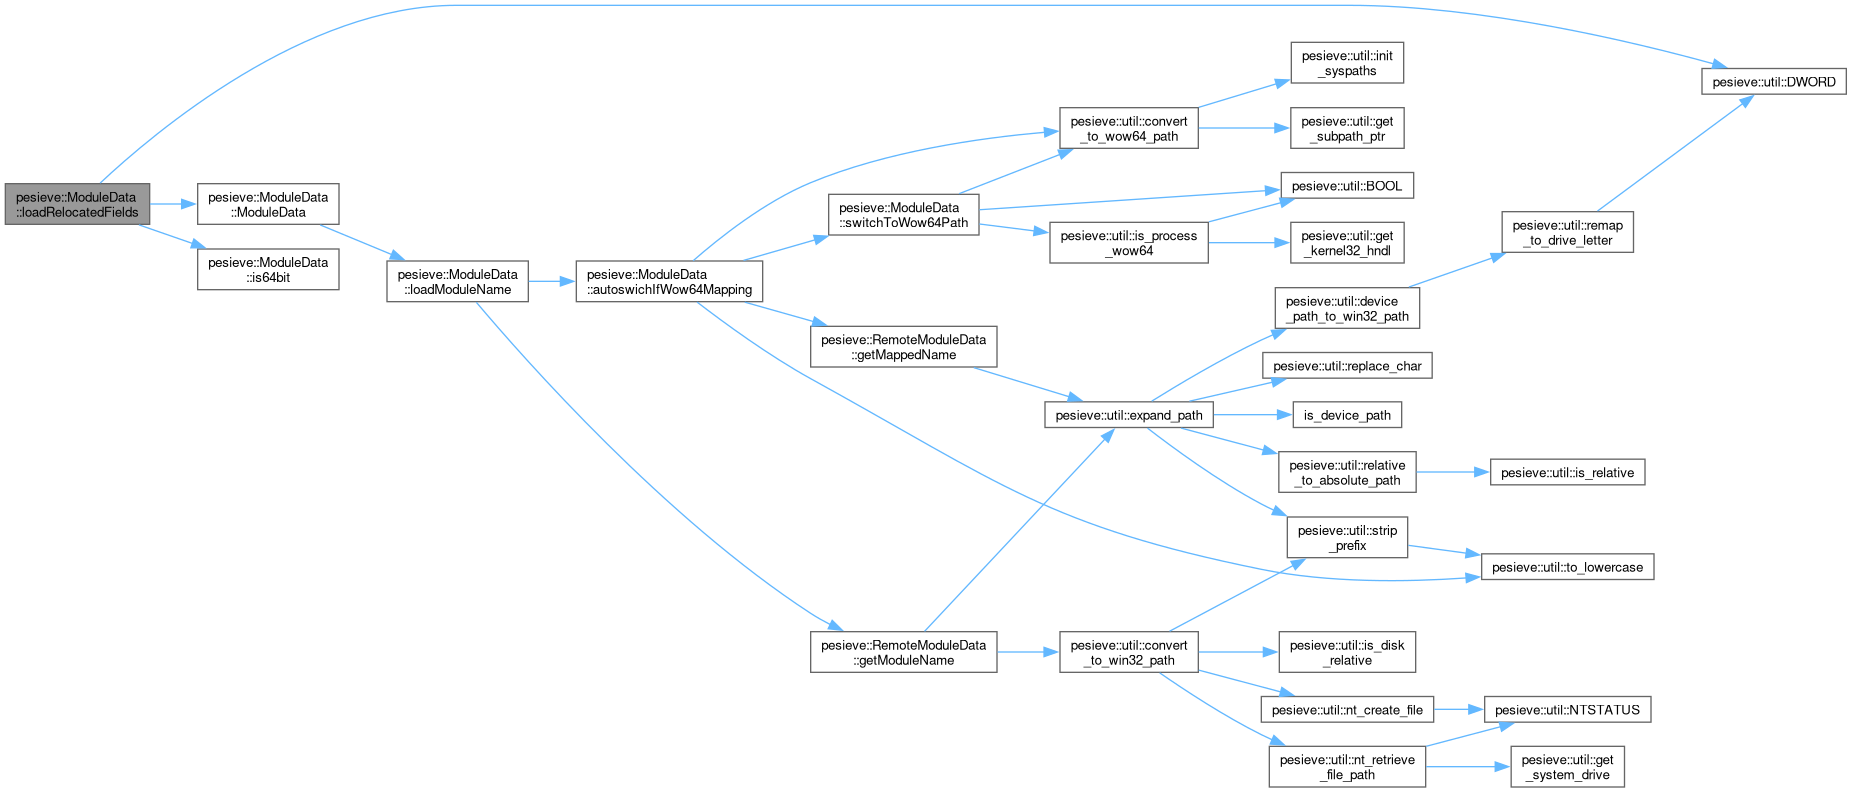 pesieve::ModuleData
::loadRelocatedFields
pesieve::ModuleData
::ModuleData
pesieve::ModuleData
::is64bit
pesieve::ModuleData
::loadModuleName
pesieve::ModuleData
::autoswichIfWow64Mapping
pesieve::ModuleData
::switchToWow64Path
pesieve::RemoteModuleData
::getMappedName
pesieve::RemoteModuleData
::getModuleName
pesieve::util::convert
_to_wow64_path
pesieve::util::is_process
_wow64
pesieve::util::expand_path
pesieve::util::convert
_to_win32_path
pesieve::util::init
_syspaths
pesieve::util::get
_subpath_ptr
pesieve::util::BOOL
pesieve::util::get
_kernel32_hndl
pesieve::util::device
_path_to_win32_path
pesieve::util::replace_char
is_device_path
pesieve::util::relative
_to_absolute_path
pesieve::util::strip
_prefix
pesieve::util::is_disk
_relative
pesieve::util::nt_create_file
pesieve::util::nt_retrieve
_file_path
pesieve::util::remap
_to_drive_letter
pesieve::util::is_relative
pesieve::util::to_lowercase
pesieve::util::NTSTATUS
pesieve::util::get
_system_drive
pesieve::util::DWORD